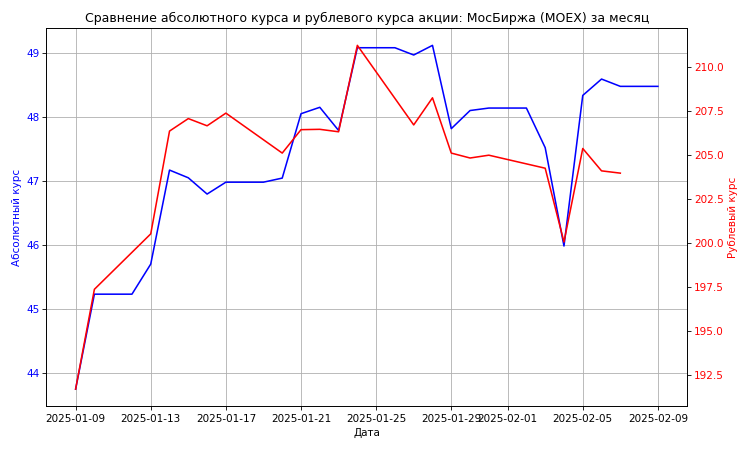 Сравнение абсолютного курса и рублевого курса акции: МосБиржа (MOEX) за месяц
49
48
47
46
45
44
Абсолютный курс
210.0
207.5
205.0
202.5
200.0
197.5
195.0
192.5
Рублевый курс
2025-01-09 2025-01-13 2025-01-17 2025-01-21 2025-01-25 2025-01-29 2025-02-01 2025-02-05 2025-02-09
Дата